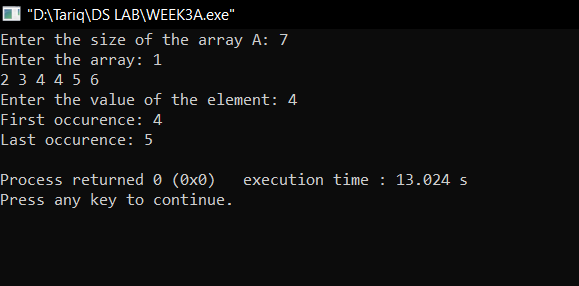 "D:\Tariq\DS LAB\WEEK3A.exe"
Enter the size of the array A: 7
Enter the array: 1
2 3 4 4 5 6
Enter the value of the element: 4
First occurence: 4
Last occurence: 5
Process returned 0 (0x0)   execution time : 13.024 s
Press any key to continue.